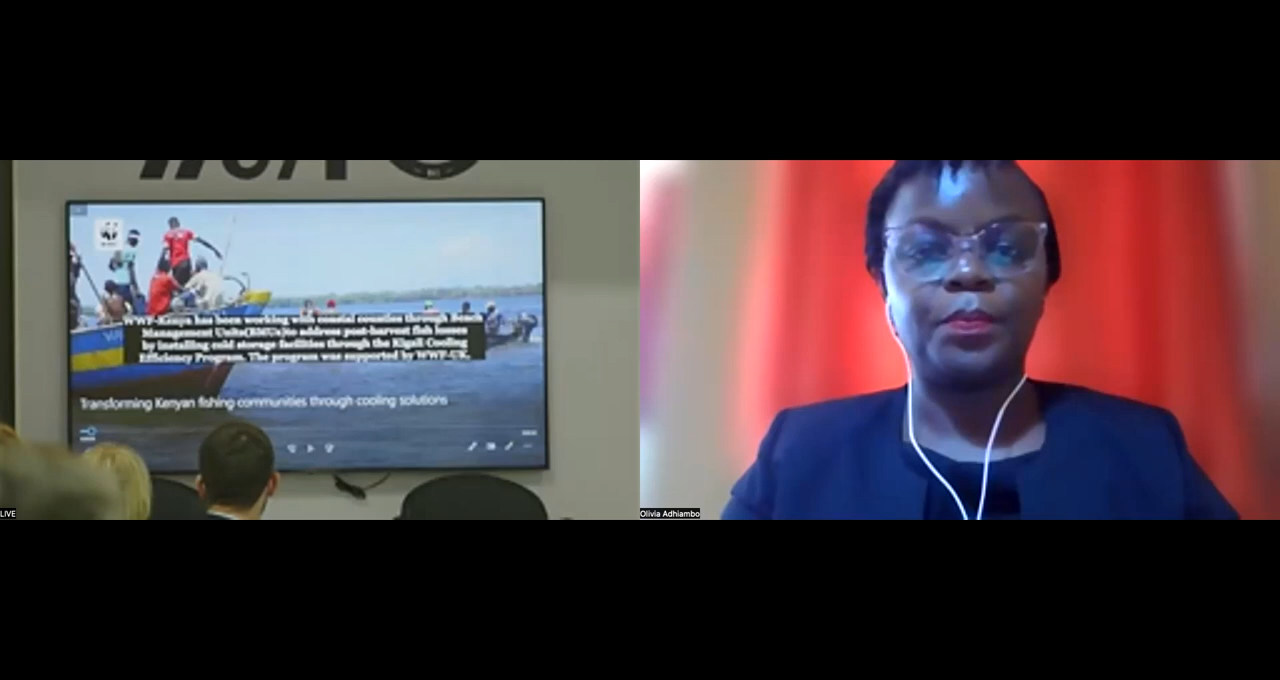 WWF-Kenya has been working with coastal counties through Beach
Management Units(BMUs)to address post-harvest fish losses
by installing cold storage facilities through the Kigali Cooling
Efficiency Program. The program was supported by WWF-UK.
Transforming Kenyan fishing communities through cooling solutions
LIVE
Olivia Adhiambo